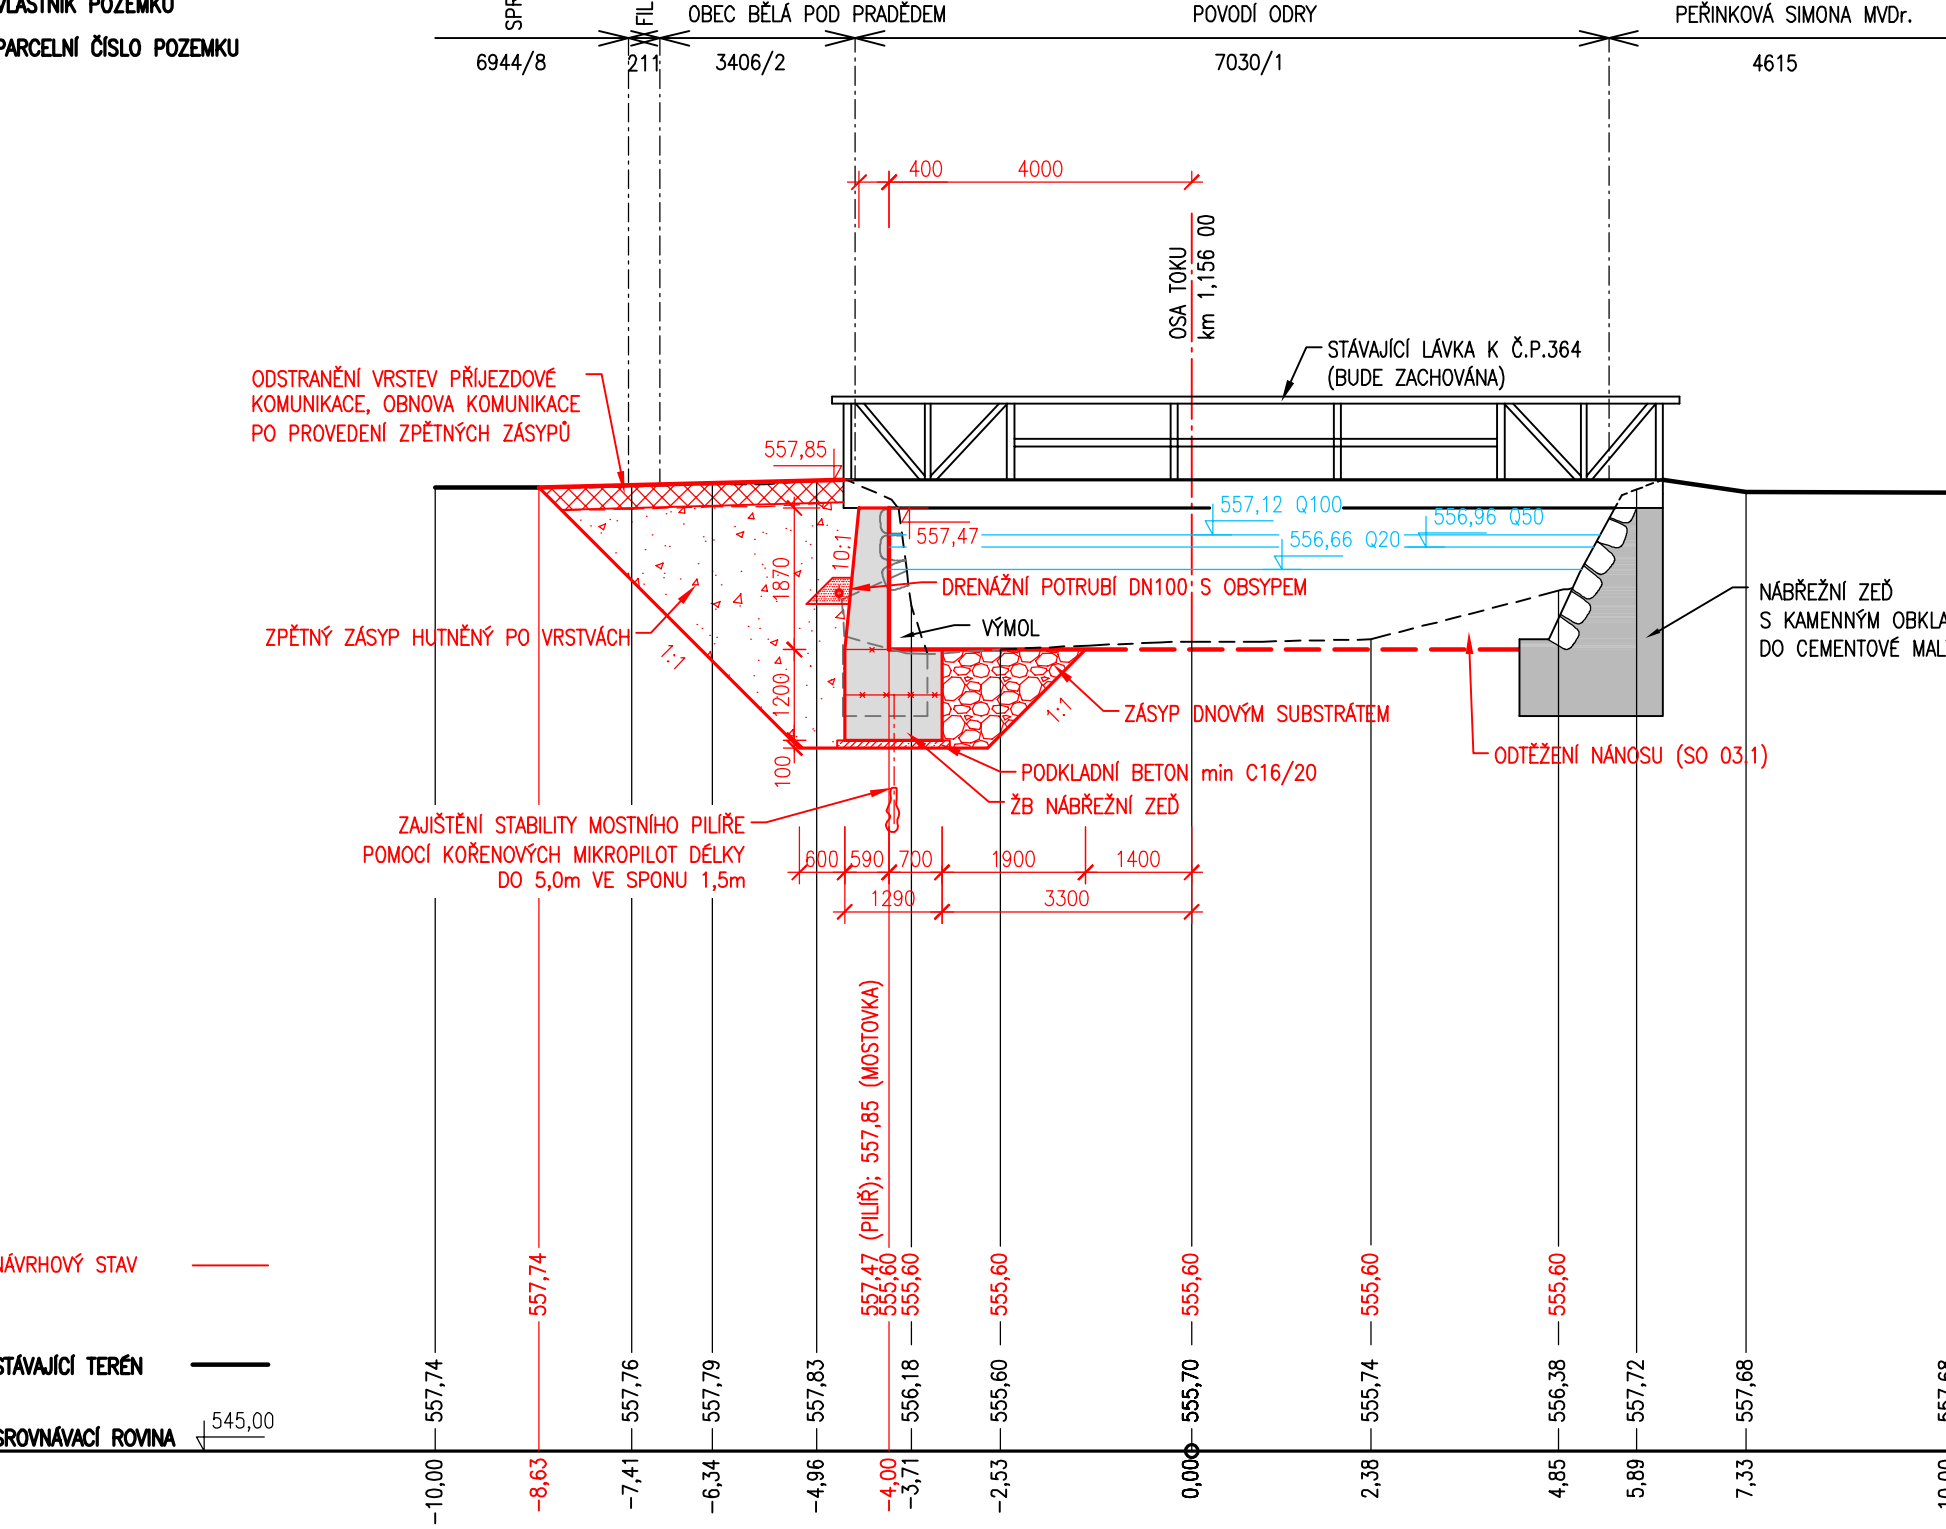 VLASTNÍK POZEMKU
OBEC BĚLÁ POD PRADĚDEM
POVODÍ ODRY
PEŘINKOVÁ SIMONA MVDr.
PARCELNÍ ČÍSLO POZEMKU
6944/8
211
3406/2
7030/1
4615
400
4000
OSA TOKU
km 1,156 00
STÁVAJÍCÍ LÁVKA K Č.P.364
(BUDE ZACHOVÁNA)
ODSTRANĚNÍ VRSTEV PŘÍJEZDOVÉ
KOMUNIKACE, OBNOVA KOMUNIKACE
PO PROVEDENÍ ZPĚTNÝCH ZÁSYPŮ
557,85
557,12 Q100
556,96 Q50
556,66 Q20
557,47
10:1
1870
DRENÁŽNÍ POTRUBÍ DN100 S OBSYPEM
NÁBŘEŽNÍ ZEĎ
S KAMENNÝM OBKLA
DO CEMENTOVÉ MAL
VÝMOL
ZPĚTNÝ ZÁSYP HUTNĚNÝ PO VRSTVÁCH
1:1
1200
1:1
ZÁSYP DNOVÝM SUBSTRÁTEM
ODTĚŽENÍ NÁNOSU (SO 03.1)
100
PODKLADNÍ BETON min C16/20
ŽB NÁBŘEŽNÍ ZEĎ
ZAJIŠTĚNÍ STABILITY MOSTNÍHO PILÍŘE
POMOCÍ KOŘENOVÝCH MIKROPILOT DÉLKY
DO 5,0m VE SPONU 1,5m
600
590
700
1900
1400
1290
3300
NÁVRHOVÝ STAV
557,74
557,47 (PILÍŘ); 557,85 (MOSTOVKA)
555,60
555,60
555,60
555,60
555,60
555,60
STÁVAJÍCÍ TERÉN
557,74
557,76
557,79
557,83
556,18
555,60
555,70
555,74
556,38
557,72
557,68
557,68
SROVNÁVACÍ ROVINA
545,00
-10,00
-8,63
-7,41
-6,34
-4,96
-4,00
-3,71
-2,53
0,00
2,38
4,85
5,89
7,33
10,00